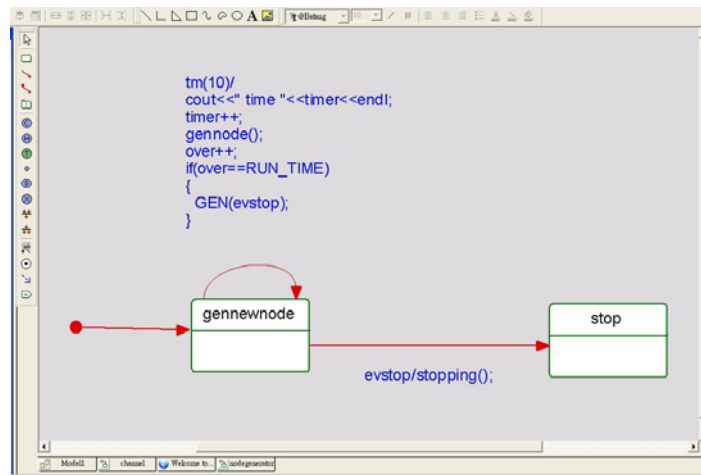 tm(10)/
cout<<" time "<<timer<<endl;
timer++;
gennode();
over++;
if(over==RUN_TIME)
{
GEN(evstop);
}
gennewnode
stop
evstop/stopping();
Model1 channel Welcome to... nodegenerator